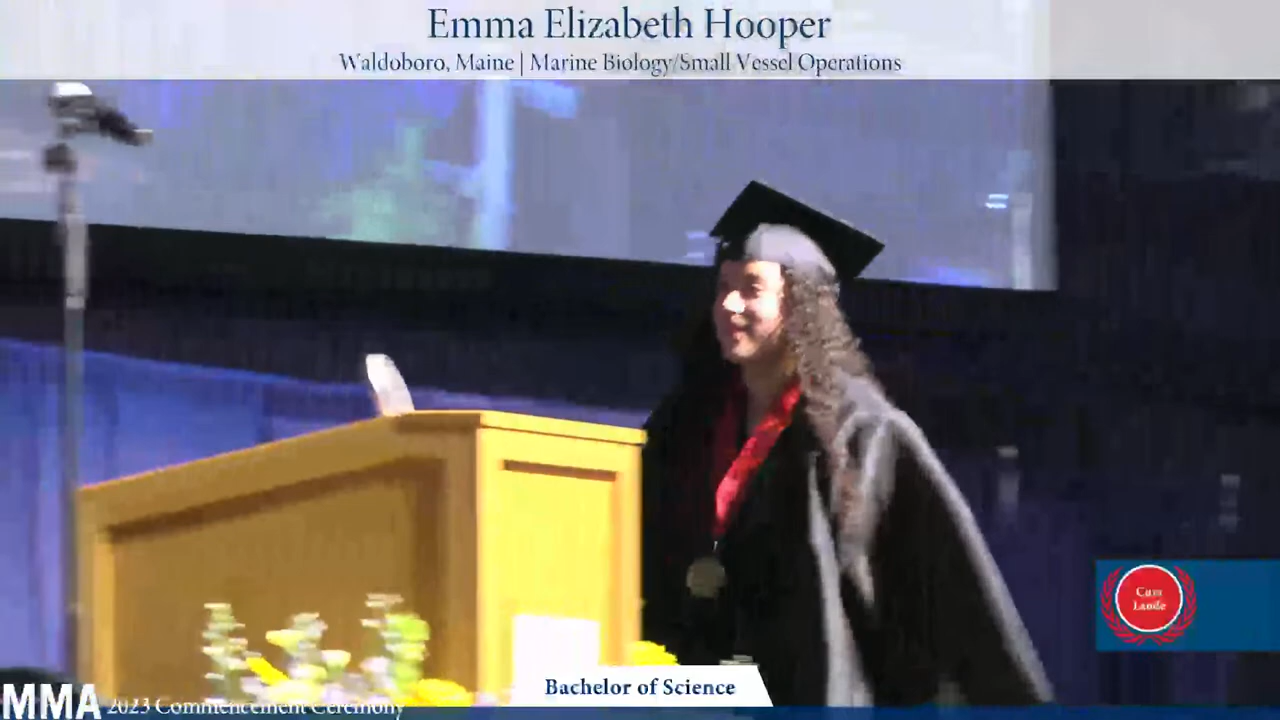 Emma Elizabeth Hooper
Waldoboro, Maine | Marine Biology/Small Vessel Operations
Cum
Laude
Bachelor of Science
MMA 2023 Commencement Ceremony